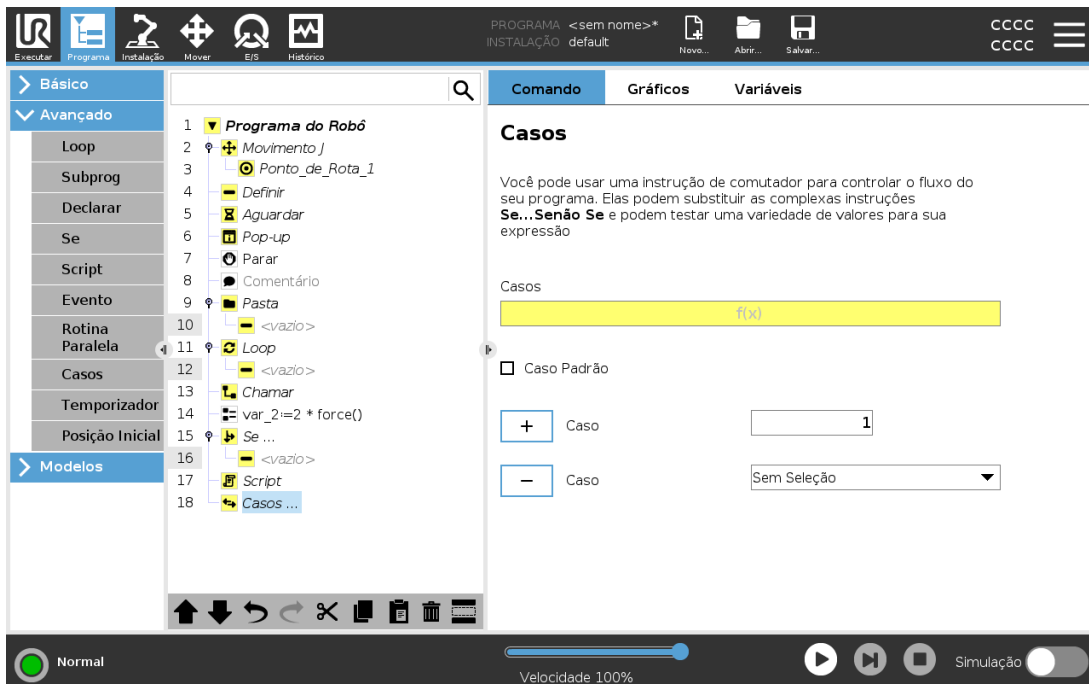 PROGRAMA <sem nome>*
INSTALAÇÃO default
CCCC
CCCC
Executar Programa Instalação Mover E/S Histórico Novo... Abrir... Salvar...
Básico
Avançado
Loop
Subprog
Declarar
Se
Script
Evento
Rotina
Paralela
Casos
Temporizador
Posição Inicial
Modelos
1 Programa do Robô
2 Movimento J
3 Ponto_de_Rota_1
4 Definir
5 Aguardar
6 Pop-up
7 Parar
8 Comentário
9 Pasta
10 <vazio>
11 Loop
12 <vazio>
13 Chamar
14 var_2:=2 * force()
15 Se ...
16 <vazio>
17 Script
18 Casos ...
Comando Gráficos Variáveis
Casos
Você pode usar uma instrução de comutador para controlar o fluxo do
seu programa. Elas podem substituir as complexas instruções
Se...Senão Se e podem testar uma variedade de valores para sua
expressão
Casos
f(x)
Caso Padrão
+ Caso 1
− Caso Sem Seleção
Normal
Velocidade 100%
Simulação